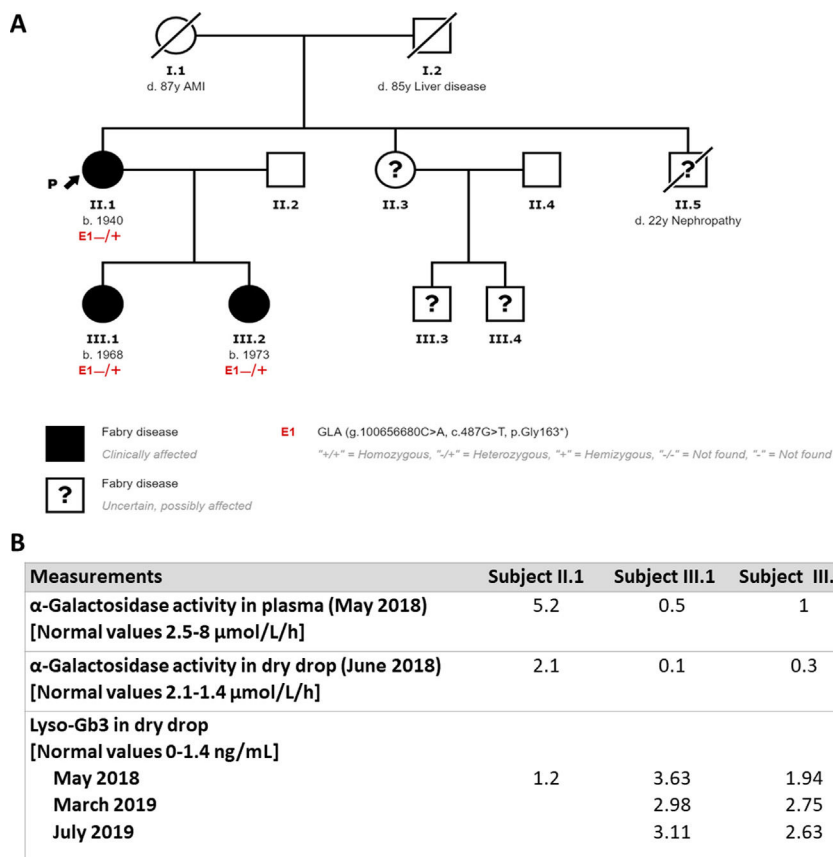 A
I.1
d. 87y AMI
I.2
d. 85y Liver disease
?
?
P
II.1
b. 1940
E1—/+
II.2
II.3
II.4
II.5
d. 22y Nephropathy
?
?
III.1
b. 1968
E1—/+
III.2
b. 1973
E1—/+
III.3
III.4
Fabry disease
Clinically affected
E1 GLA (g.100656680C>A, c.487G>T, p.Gly163*)
"+/+" = Homozygous, "-/+" = Heterozygous, "+" = Hemizygous, "-/-" = Not found, "-" = Not found
?
Fabry disease
Uncertain, possibly affected
B
Measurements Subject II.1 Subject III.1 Subject III.
α-Galactosidase activity in plasma (May 2018) 5.2 0.5 1
[Normal values 2.5-8 µmol/L/h]
α-Galactosidase activity in dry drop (June 2018) 2.1 0.1 0.3
[Normal values 2.1-1.4 µmol/L/h]
Lyso-Gb3 in dry drop
[Normal values 0-1.4 ng/mL]
May 2018 1.2 3.63 1.94
March 2019 2.98 2.75
July 2019 3.11 2.63